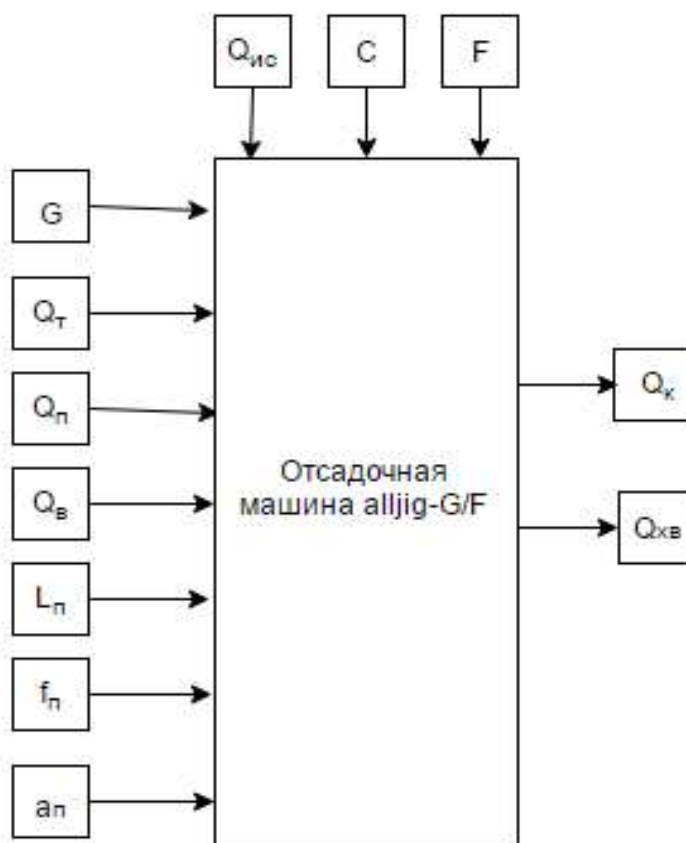 Qис C F
G
Qт
Qп
Qв
Lп
fп
aп
Отсадочная
машина alljig-G/F
Qк
Qхв